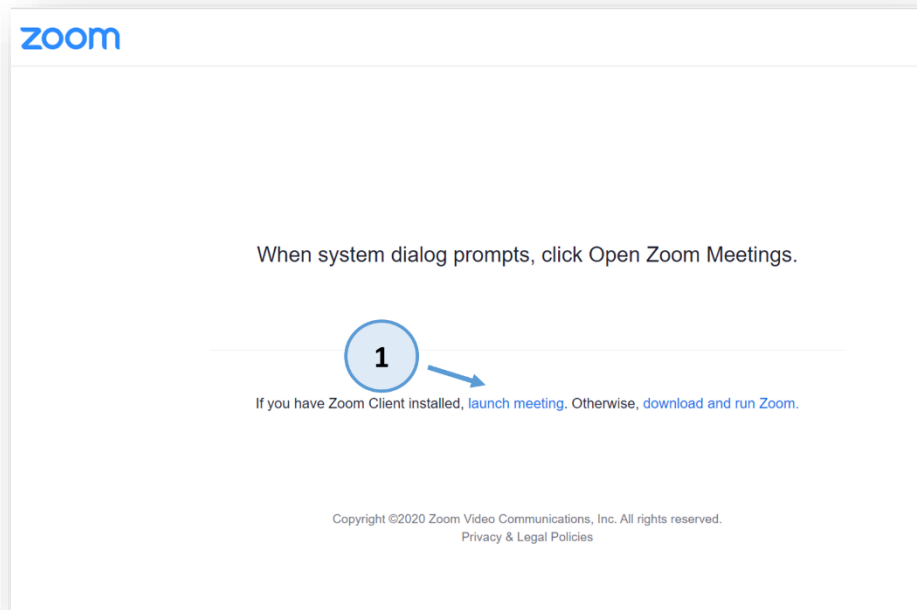 zoom
When system dialog prompts, click Open Zoom Meetings.
1
If you have Zoom Client installed, launch meeting. Otherwise, download and run Zoom.
Copyright ©2020 Zoom Video Communications, Inc. All rights reserved.
Privacy & Legal Policies